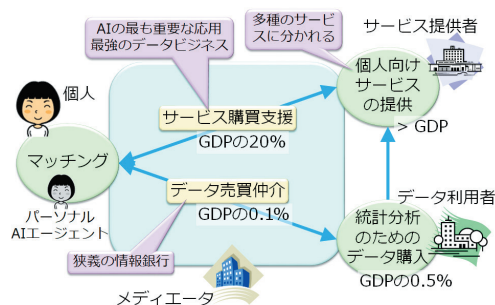 AIの最も重要な応用
最強のデータビジネス
多種のサービス
に分かれる
サービス提供者
個人
個人向け
サービス
の提供
サービス購買支援
GDPの20%
> GDP
マッチング
データ売買仲介
GDPの0.1%
データ利用者
パーソナル
AIエージェント
統計分析
のための
データ購入
GDPの0.5%
狭義の情報銀行
メディエータ